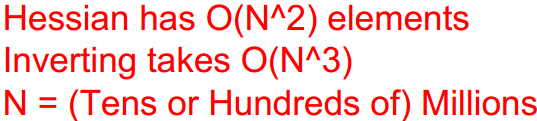 Hessian has O(N^2) elements
Inverting takes O(N^3)
N = (Tens or Hundreds of) Millions